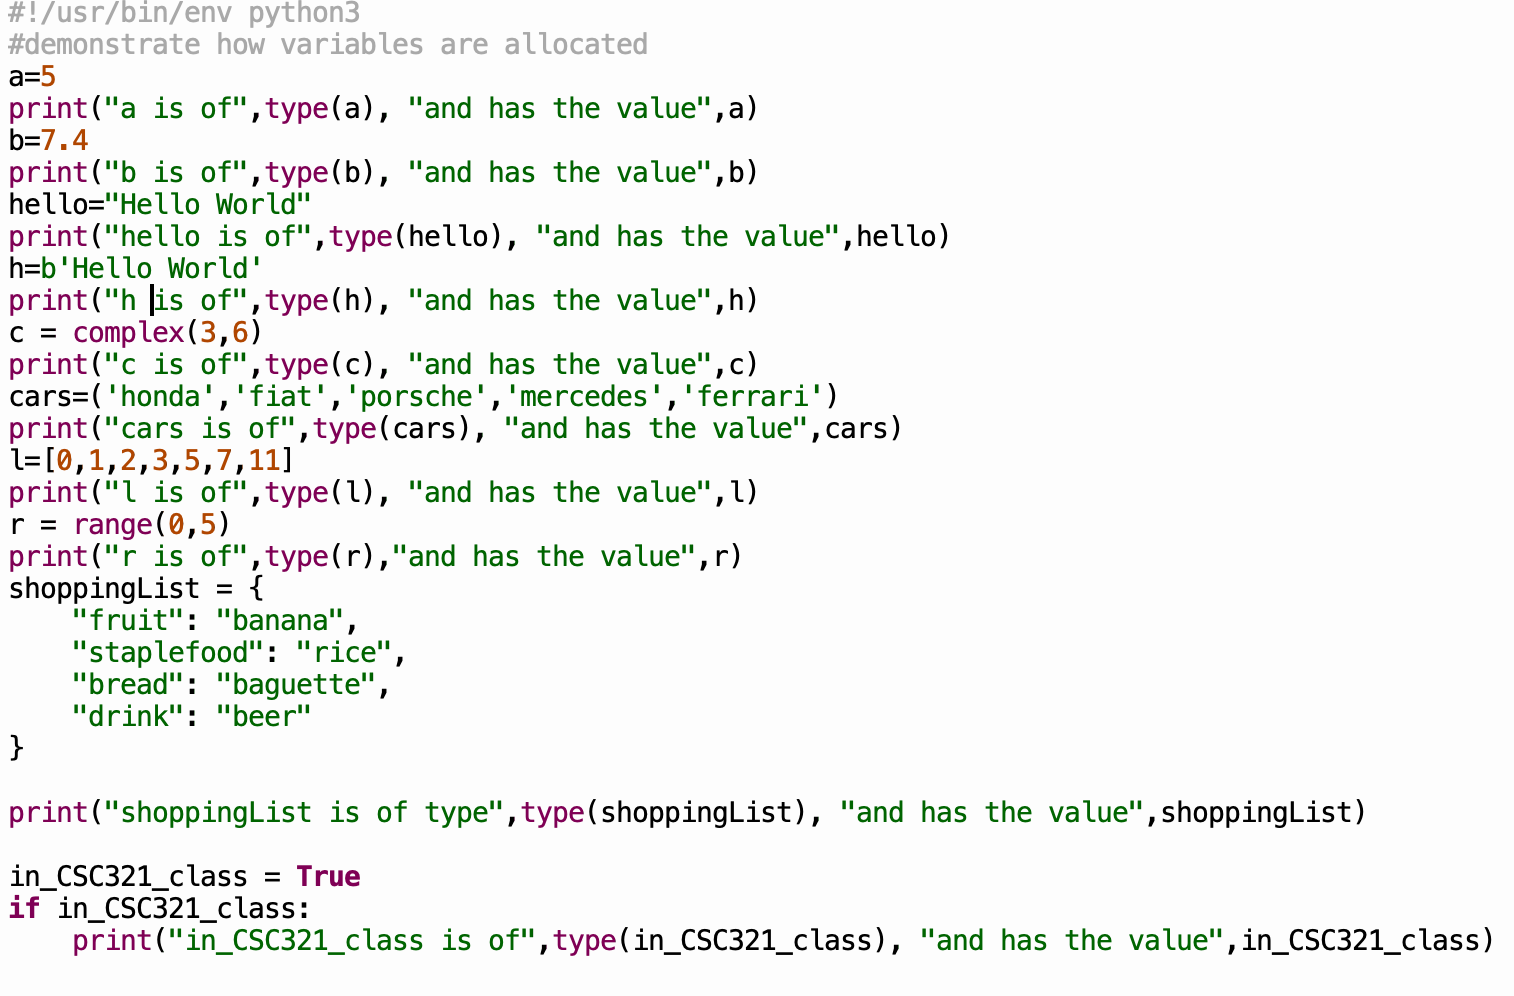 #!/usr/bin/env python3
#demonstrate how variables are allocated
a=5
print("a is of",type(a), "and has the value",a)
b=7.4
print("b is of",type(b), "and has the value",b)
hello="Hello World"
print("hello is of",type(hello), "and has the value",hello)
h=b'Hello World'
print("h is of",type(h), "and has the value",h)
c = complex(3,6)
print("c is of",type(c), "and has the value",c)
cars=('honda','fiat','porsche','mercedes','ferrari')
print("cars is of",type(cars), "and has the value",cars)
l=[0,1,2,3,5,7,11]
print("l is of",type(l), "and has the value",l)
r = range(0,5)
print("r is of",type(r),"and has the value",r)
shoppingList = {
    "fruit": "banana",
    "staplefood": "rice",
    "bread": "baguette",
    "drink": "beer"
}

print("shoppingList is of type",type(shoppingList), "and has the value",shoppingList)

in_CSC321_class = True
if in_CSC321_class:
    print("in_CSC321_class is of",type(in_CSC321_class), "and has the value",in_CSC321_class)